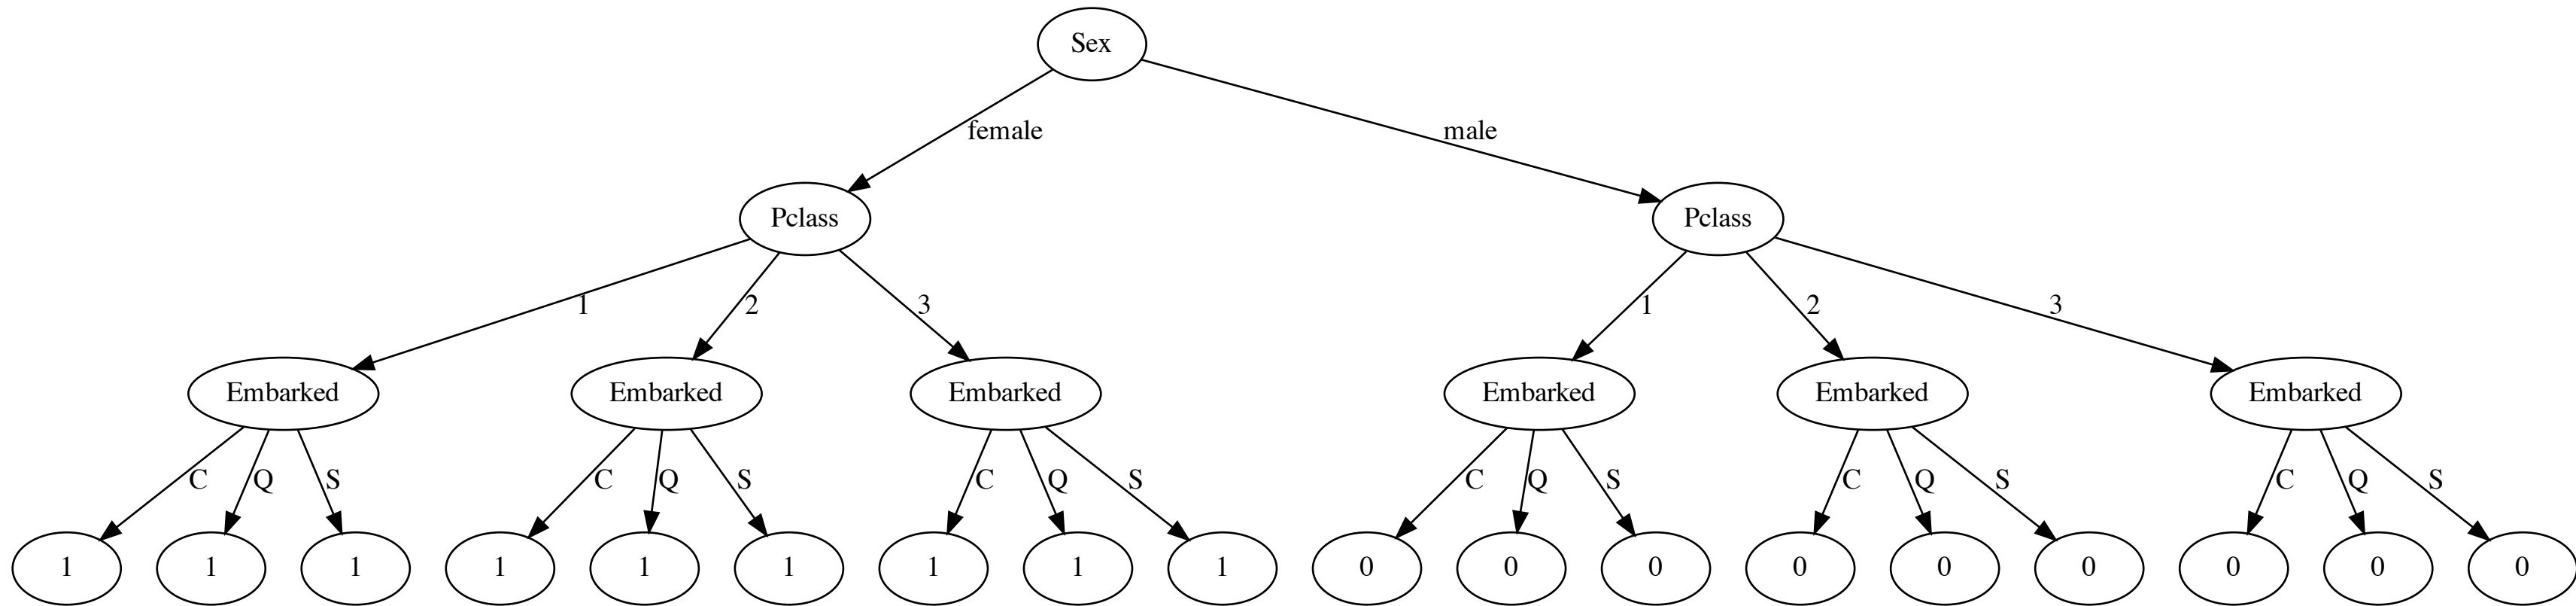 Sex
female male
Pclass Pclass
1 2 3 1 2 3
Embarked Embarked Embarked Embarked Embarked Embarked
C Q S C Q S C Q S C Q S C Q S C Q S
1 1 1 1 1 1 1 1 1 0 0 0 0 0 0 0 0 0